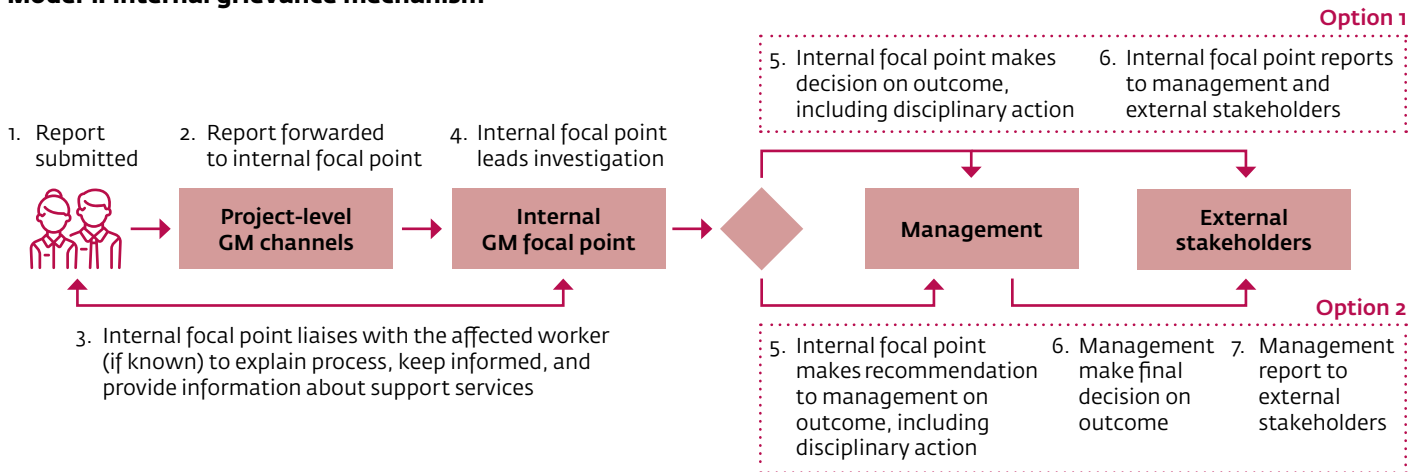 Model 1: Internal grievance mechanism
Option 1
5. Internal focal point makes
decision on outcome,
including disciplinary action
6. Internal focal point reports
to management and
external stakeholders
1. Report
submitted
2. Report forwarded
to internal focal point
4. Internal focal point
leads investigation
Project-level
GM channels
Internal
GM focal point
Management
External
stakeholders
3. Internal focal point liaises with the affected worker
(if known) to explain process, keep informed, and
provide information about support services
Option 2
5. Internal focal point
makes recommendation
to management on
outcome, including
disciplinary action
6. Management
make final
decision on
outcome
7. Management
report to
external
stakeholders